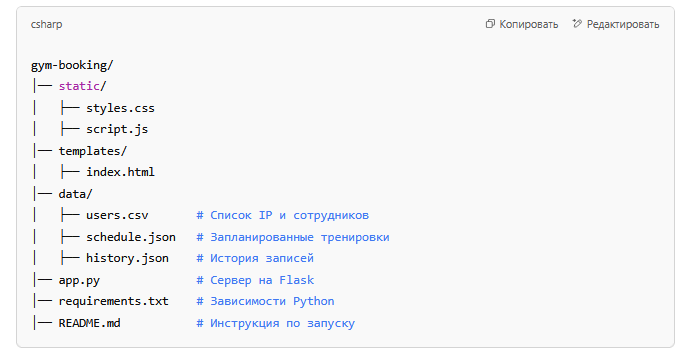 csharp Копировать Редактировать
gym-booking/
│── static/
│   ├── styles.css
│   ├── script.js
│── templates/
│   ├── index.html
│── data/
│   ├── users.csv       # Список IP и сотрудников
│   ├── schedule.json   # Запланированные тренировки
│   ├── history.json    # История записей
│── app.py              # Сервер на Flask
│── requirements.txt    # Зависимости Python
│── README.md           # Инструкция по запуску